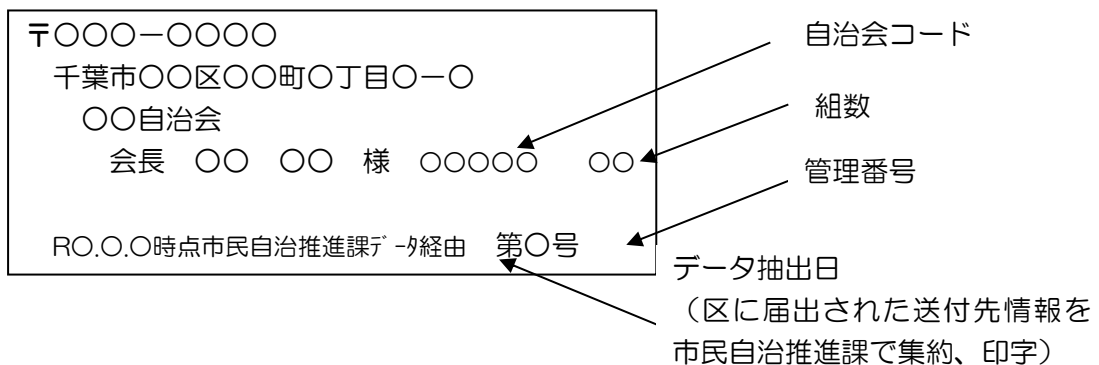 〒〇〇〇－〇〇〇〇
千葉市〇〇区〇〇町〇丁目〇－〇
〇〇自治会
会長　〇〇　〇〇　様　○○○○○　○○
R〇.〇.〇時点市民自治推進課ﾃﾞｰﾀ経由　第〇号
自治会コード
組数
管理番号
データ抽出日
（区に届出された送付先情報を
市民自治推進課で集約、印字）